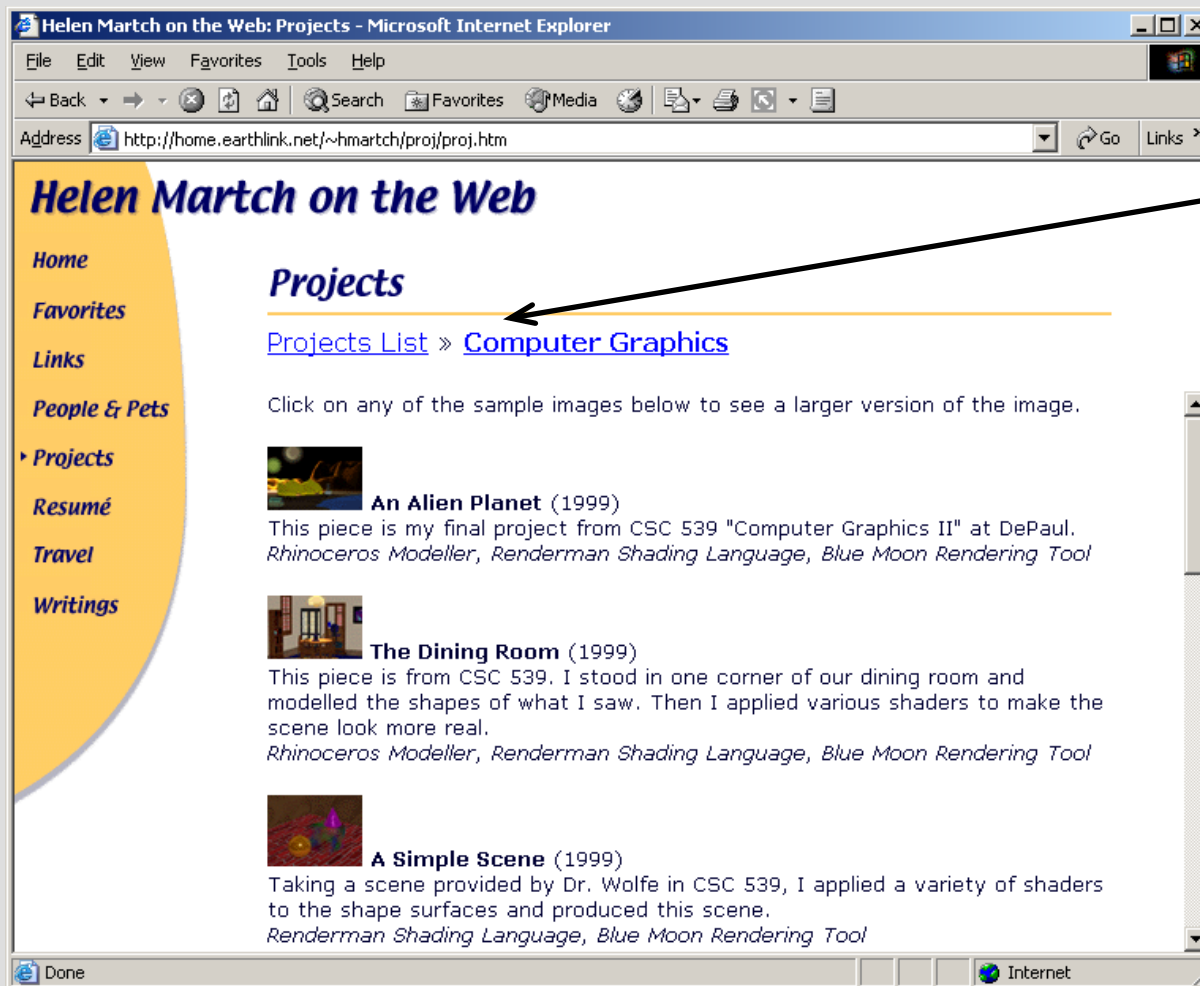 Helen Martch on the Web: Projects - Microsoft Internet Explorer
File Edit View Favorites Tools Help
Back Search Favorites Media
Address http://home.earthlink.net/~hmartch/proj/proj.htm Go Links »
Helen Martch on the Web
Home
Favorites
Links
People & Pets
Projects
Resumé
Travel
Writings
Projects
Projects List » Computer Graphics
Click on any of the sample images below to see a larger version of the image.
An Alien Planet (1999)
This piece is my final project from CSC 539 "Computer Graphics II" at DePaul.
Rhinoceros Modeller, Renderman Shading Language, Blue Moon Rendering Tool
The Dining Room (1999)
This piece is from CSC 539. I stood in one corner of our dining room and
modelled the shapes of what I saw. Then I applied various shaders to make the
scene look more real.
Rhinoceros Modeller, Renderman Shading Language, Blue Moon Rendering Tool
A Simple Scene (1999)
Taking a scene provided by Dr. Wolfe in CSC 539, I applied a variety of shaders
to the shape surfaces and produced this scene.
Renderman Shading Language, Blue Moon Rendering Tool
Done Internet